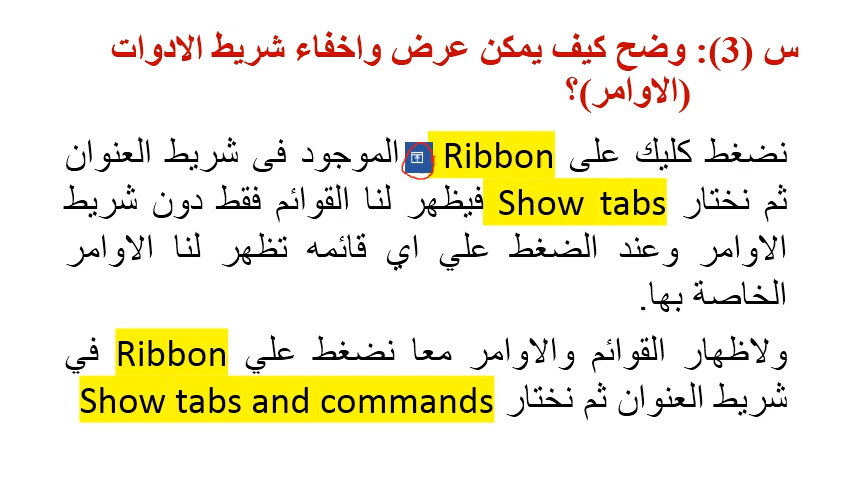 س (3): وضح كيف يمكن عرض واخفاء شريط الادوات
(الاوامر)؟
نضغط كليك على Ribbon الموجود فى شريط العنوان
ثم نختار Show tabs فيظهر لنا القوائم فقط دون شريط
الاوامر وعند الضغط علي اي قائمه تظهر لنا الاوامر
الخاصة بها.
ولاظهار القوائم والاوامر معا نضغط علي Ribbon في
شريط العنوان ثم نختار Show tabs and commands